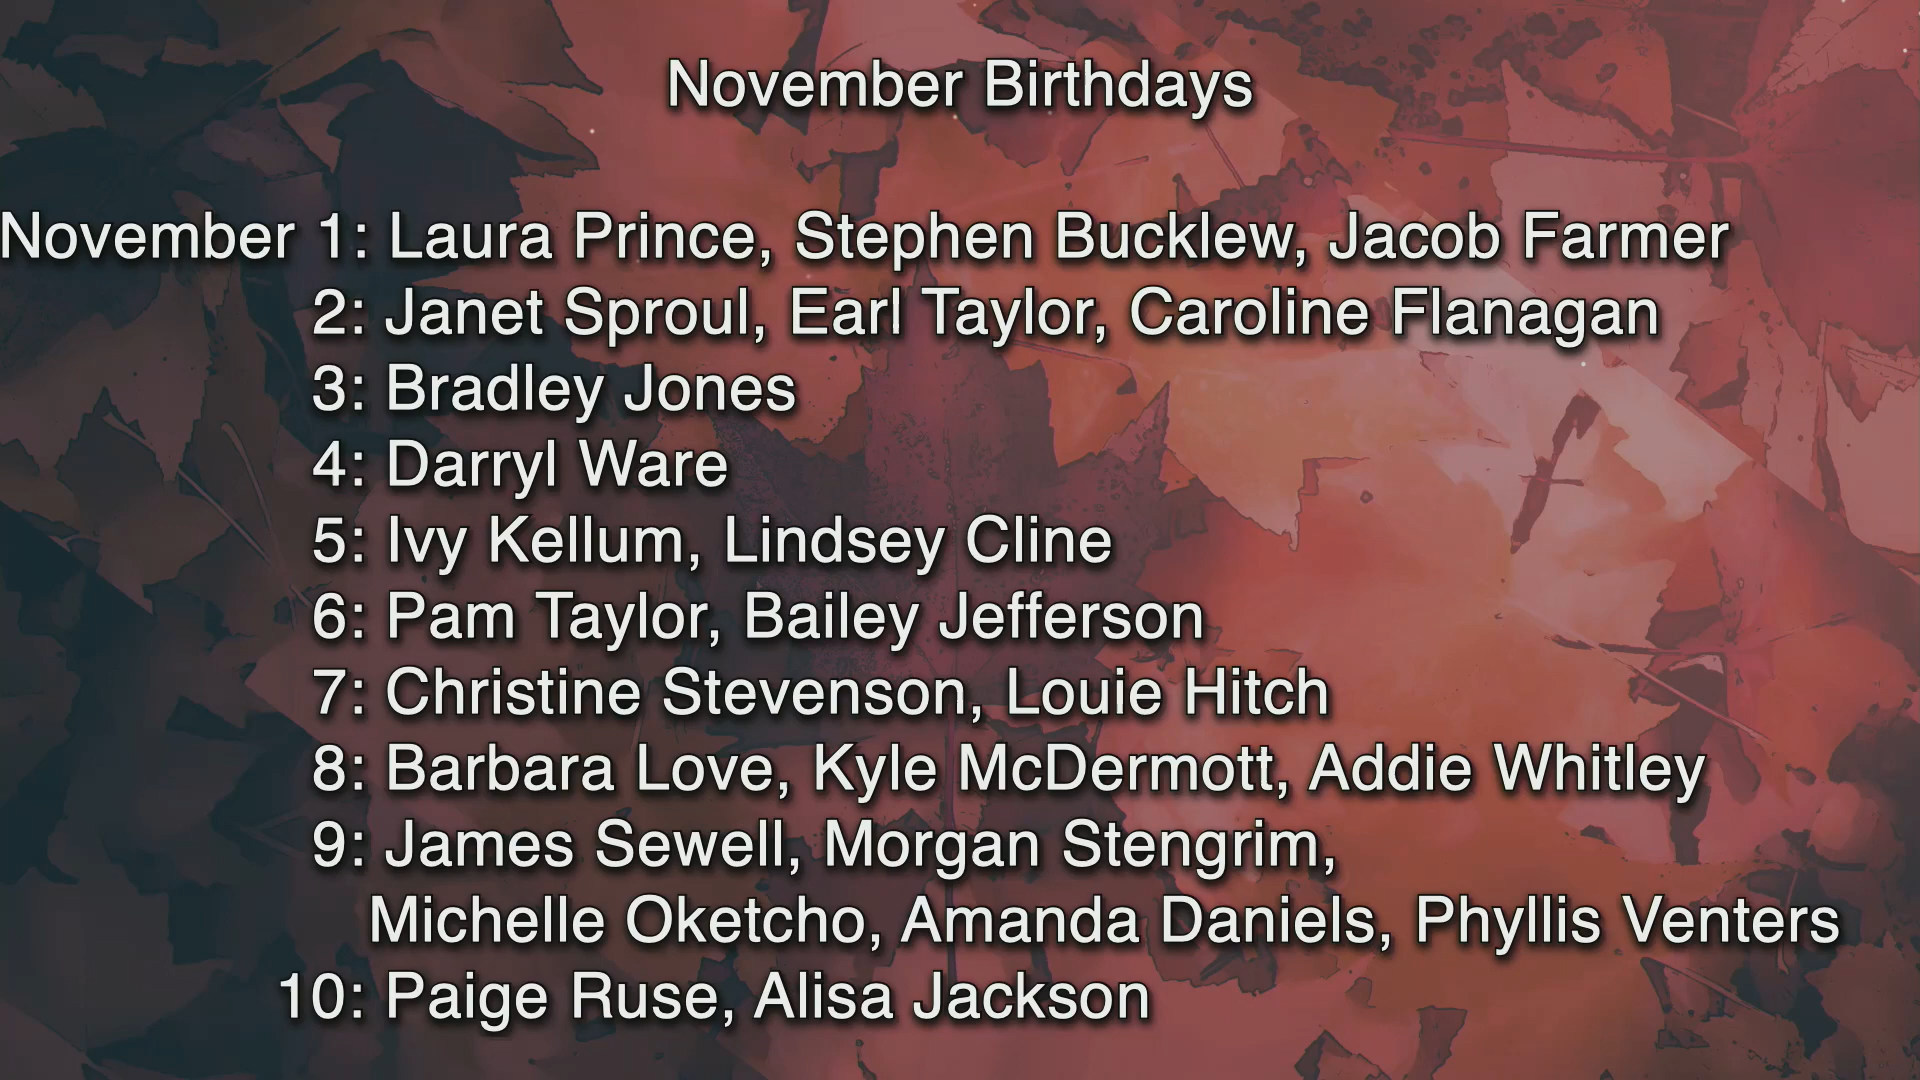 November Birthdays
November 1: Laura Prince, Stephen Bucklew, Jacob Farmer
2: Janet Sproul, Earl Taylor, Caroline Flanagan
3: Bradley Jones
4: Darryl Ware
5: Ivy Kellum, Lindsey Cline
6: Pam Taylor, Bailey Jefferson
7: Christine Stevenson, Louie Hitch
8: Barbara Love, Kyle McDermott, Addie Whitley
9: James Sewell, Morgan Stengrim,
Michelle Oketcho, Amanda Daniels, Phyllis Venters
10: Paige Ruse, Alisa Jackson